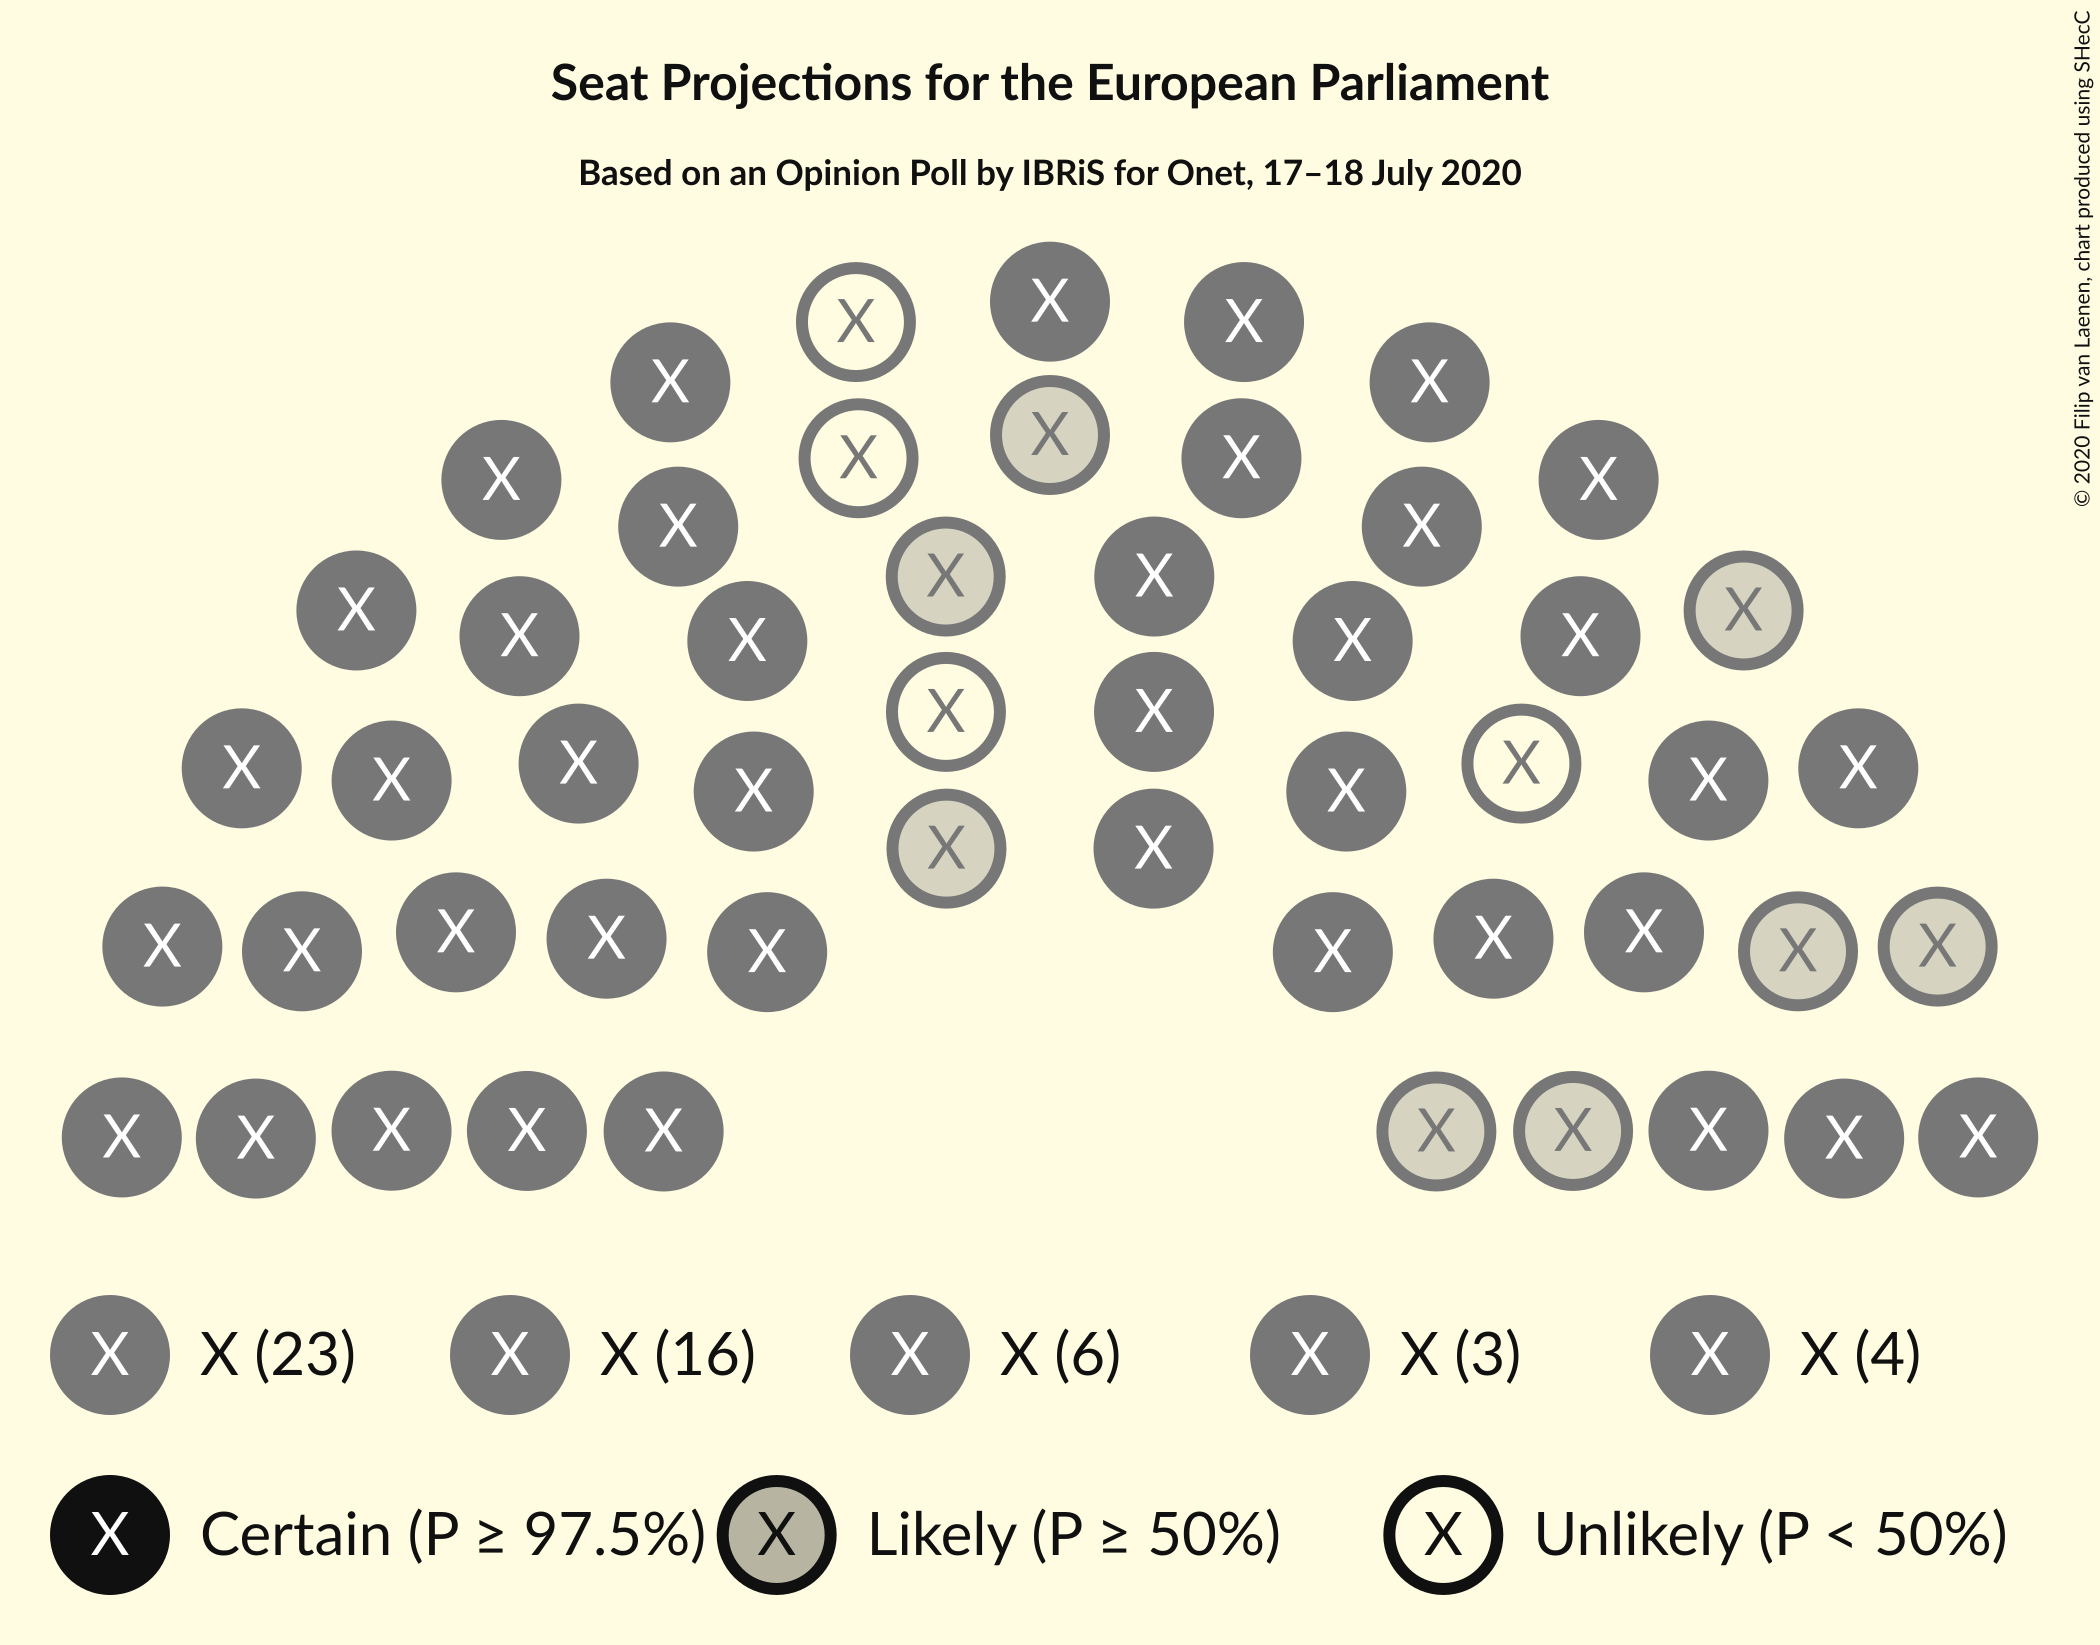 Seat Projections for the European Parliament
Based on an Opinion Poll by IBRiS for Onet, 17–18 July 2020
© 2020 Filip van Laenen, chart produced using SHecC
X X X
X X
X X X
X X
X X
X X
X X X X X X
X X
X X X X X X X X
X X
X X X X X X X X X X
X X X X X X X X X X
X X (23) X X (16) X X (6) X X (3) X X (4)
X Certain (P ≥ 97.5%) X Likely (P ≥ 50%) X Unlikely (P < 50%)